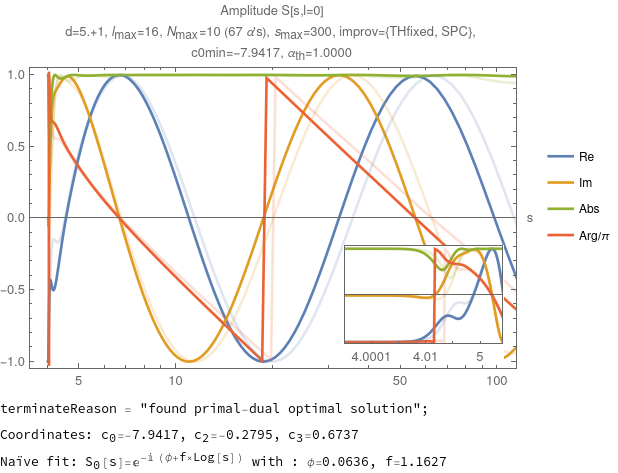 Amplitude S[s,l=0]
d=5.+1, lmax=16, Nmax=10 (67 α's), smax=300, improv={THfixed, SPC},
c0min=-7.9417, αth=1.0000
1.0
0.5
0.0
-0.5
-1.0
s
Re
Im
Abs
Arg/π
4.0001 4.01 5
5 10 50 100
terminateReason = "found primal-dual optimal solution";
Coordinates: c0=-7.9417, c2=-0.2795, c3=0.6737
Naïve fit: S0[s]=e^-i (ϕ+f×Log[s]) with : ϕ=0.0636, f=1.1627